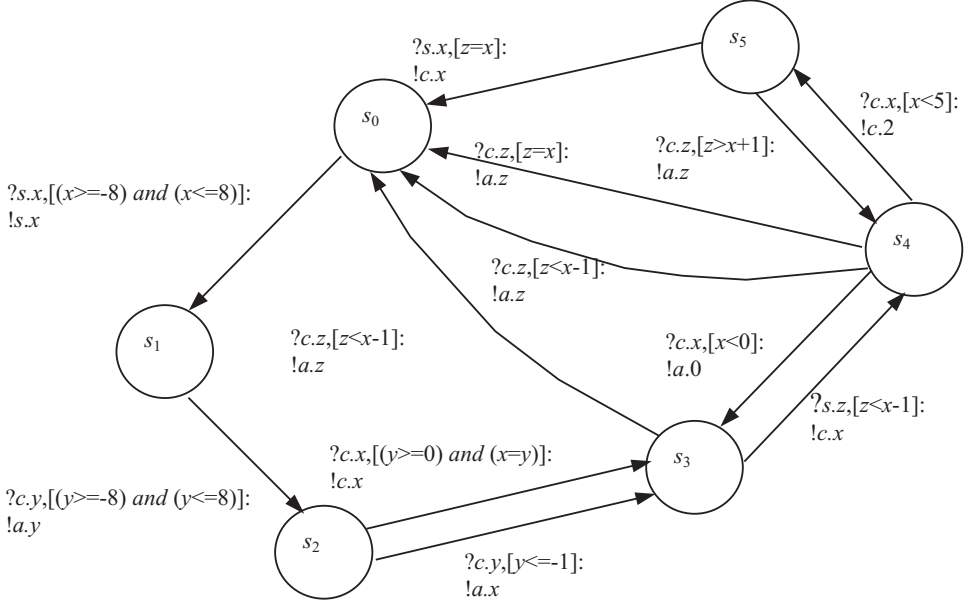 s5
?s.x,[z=x]:
!c.x
?c.x,[x<5]:
!c.2
s0
?c.z,[z=x]:
!a.z
?c.z,[z>x+1]:
!a.z
?s.x,[(x>=-8) and (x<=8)]:
!s.x
s4
?c.z,[z<x-1]:
!a.z
s1
?c.z,[z<x-1]:
!a.z
?c.x,[x<0]:
!a.0
?s.z,[z<x-1]:
!c.x
?c.x,[(y>=0) and (x=y)]:
!c.x
s3
?c.y,[(y>=-8) and (y<=8)]:
!a.y
s2
?c.y,[y<=-1]:
!a.x